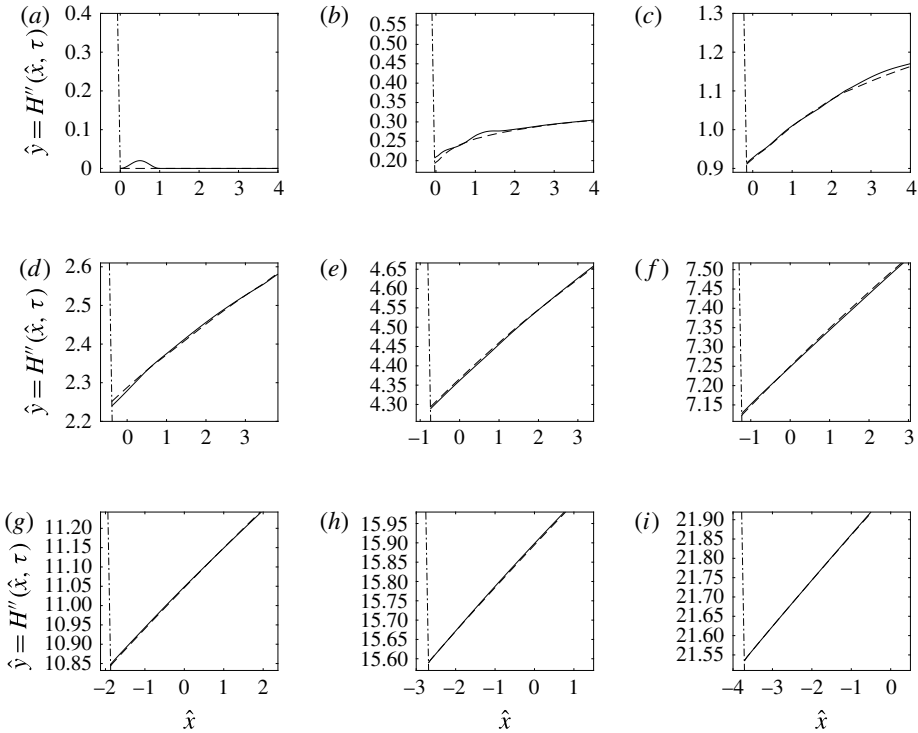 (a)
(b)
(c)
ŷ = H″(x̂, τ)
0.4
0.3
0.2
0.1
0
0 1 2 3 4
0.55
0.50
0.45
0.40
0.35
0.30
0.25
0.20
0 1 2 3 4
1.3
1.2
1.1
1.0
0.9
0 1 2 3 4
(d)
(e)
(f)
ŷ = H″(x̂, τ)
2.6
2.5
2.4
2.3
2.2
0 1 2 3
4.65
4.60
4.55
4.50
4.45
4.40
4.35
4.30
−1 0 1 2 3
7.50
7.45
7.40
7.35
7.30
7.25
7.20
7.15
−1 0 1 2 3
(g)
(h)
(i)
ŷ = H″(x̂, τ)
11.20
11.15
11.10
11.05
11.00
10.95
10.90
10.85
−2 −1 0 1 2
x̂
15.95
15.90
15.85
15.80
15.75
15.70
15.65
15.60
−3 −2 −1 0 1
x̂
21.90
21.85
21.80
21.75
21.70
21.65
21.60
21.55
−4 −3 −2 −1 0
x̂